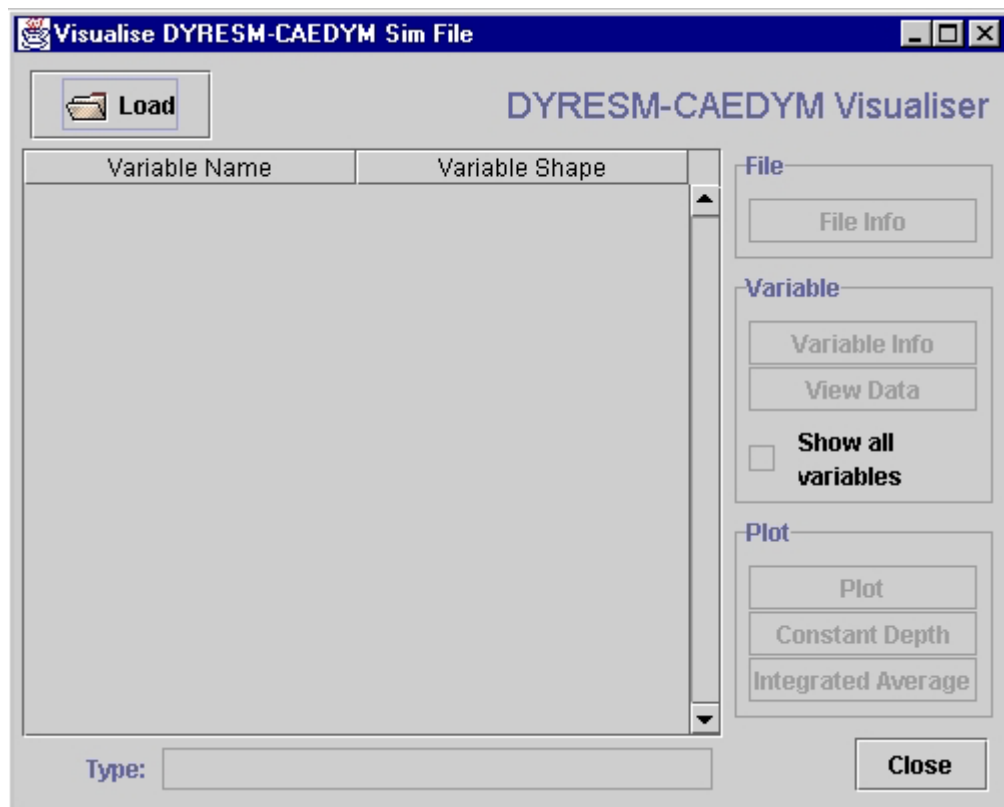 Visualise DYRESM-CAEDYM Sim File
Load
DYRESM-CAEDYM Visualiser
Variable Name
Variable Shape
File
File Info
Variable
Variable Info
View Data
Show all
variables
Plot
Plot
Constant Depth
Integrated Average
Type:
Close